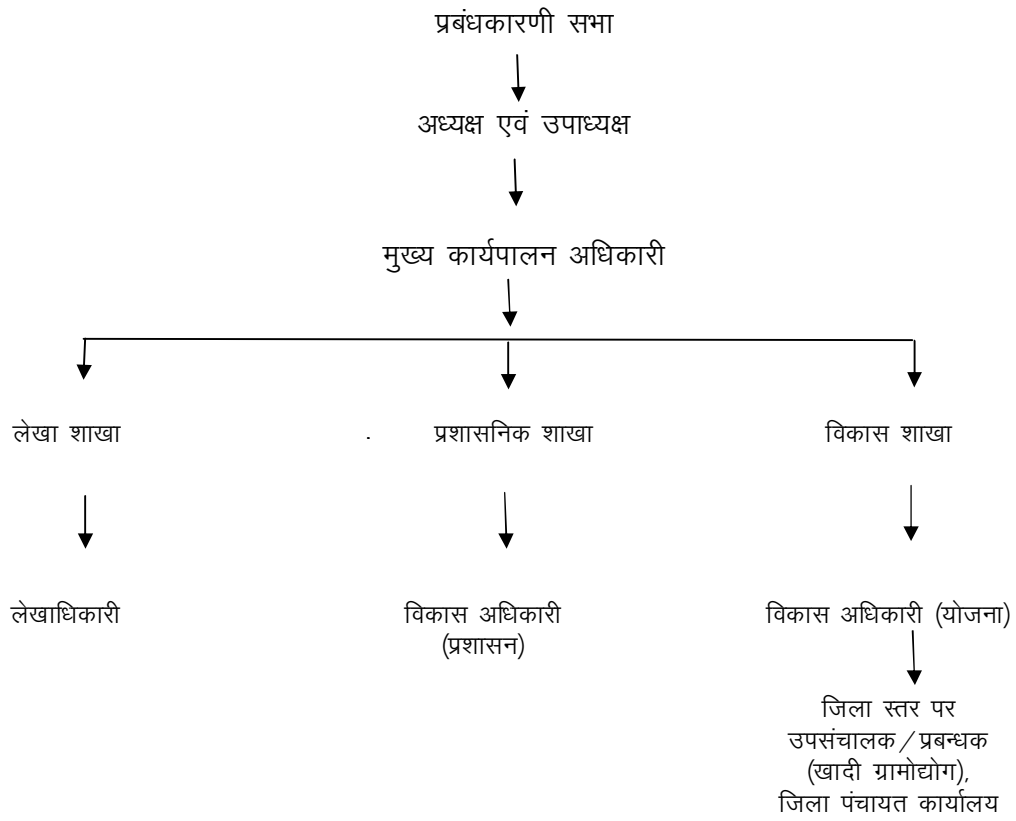 प्रबंधकारणी सभा
अध्यक्ष एवं उपाध्यक्ष
मुख्य कार्यपालन अधिकारी
लेखा शाखा . प्रशासनिक शाखा विकास शाखा
लेखाधिकारी विकास अधिकारी विकास अधिकारी (योजना)
(प्रशासन)
जिला स्तर पर
उपसंचालक / प्रबन्धक
(खादी ग्रामोद्योग),
जिला पंचायत कार्यालय